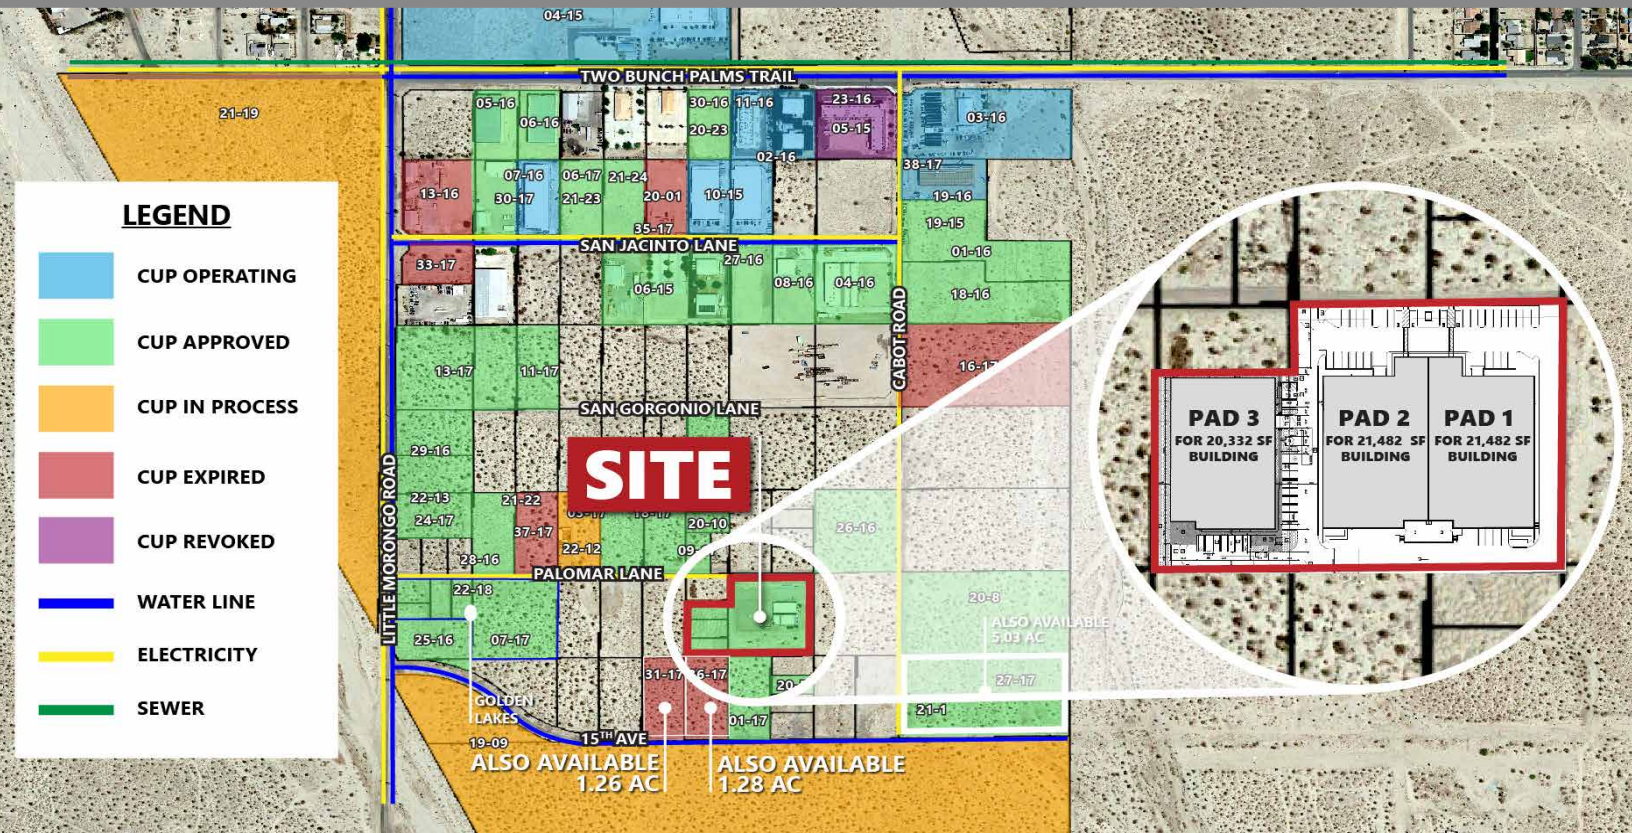 04-15
TWO BUNCH PALMS TRAIL
21-19
05-16
06-16
30-16
11-16
20-23
23-16
05-15
03-16
02-16
38-17
13-16
07-16
30-17
06-17
21-23
21-24
20-01
10-15
19-16
19-15
35-17
SAN JACINTO LANE
01-16
33-17
27-16
06-15
08-16
04-16
18-16
CABOT ROAD
13-17
11-17
16-17
SAN GORGONIO LANE
29-16
SITE
LITTLE MORONGO ROAD
22-13
24-17
21-22
37-17
22-12
20-10
26-16
28-16
09-
PALOMAR LANE
22-18
25-16
07-17
20-8
ALSO AVAILABLE
5.03 AC
31-17
6-17
27-17
21-1
01-17
GOLDEN
LAKES
19-09
15TH AVE
ALSO AVAILABLE
1.26 AC
ALSO AVAILABLE
1.28 AC
LEGEND
CUP OPERATING
CUP APPROVED
CUP IN PROCESS
CUP EXPIRED
CUP REVOKED
WATER LINE
ELECTRICITY
SEWER
PAD 3
FOR 20,332 SF
BUILDING
PAD 2
FOR 21,482 SF
BUILDING
PAD 1
FOR 21,482 SF
BUILDING